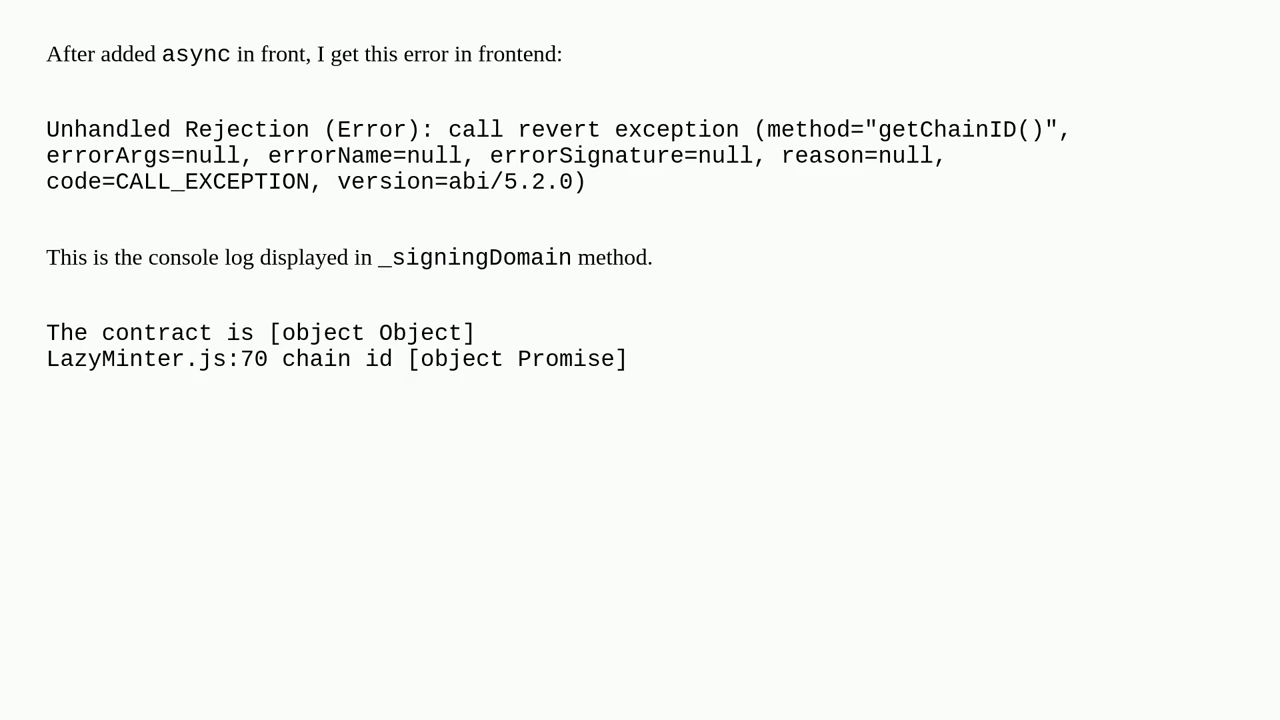 After added async in front, I get this error in frontend:
Unhandled Rejection (Error): call revert exception (method="getChainID()",
errorArgs=null, errorName=null, errorSignature=null, reason=null,
code=CALL_EXCEPTION, version=abi/5.2.0)
This is the console log displayed in _signingDomain method.
The contract is [object Object]
LazyMinter.js:70 chain id [object Promise]